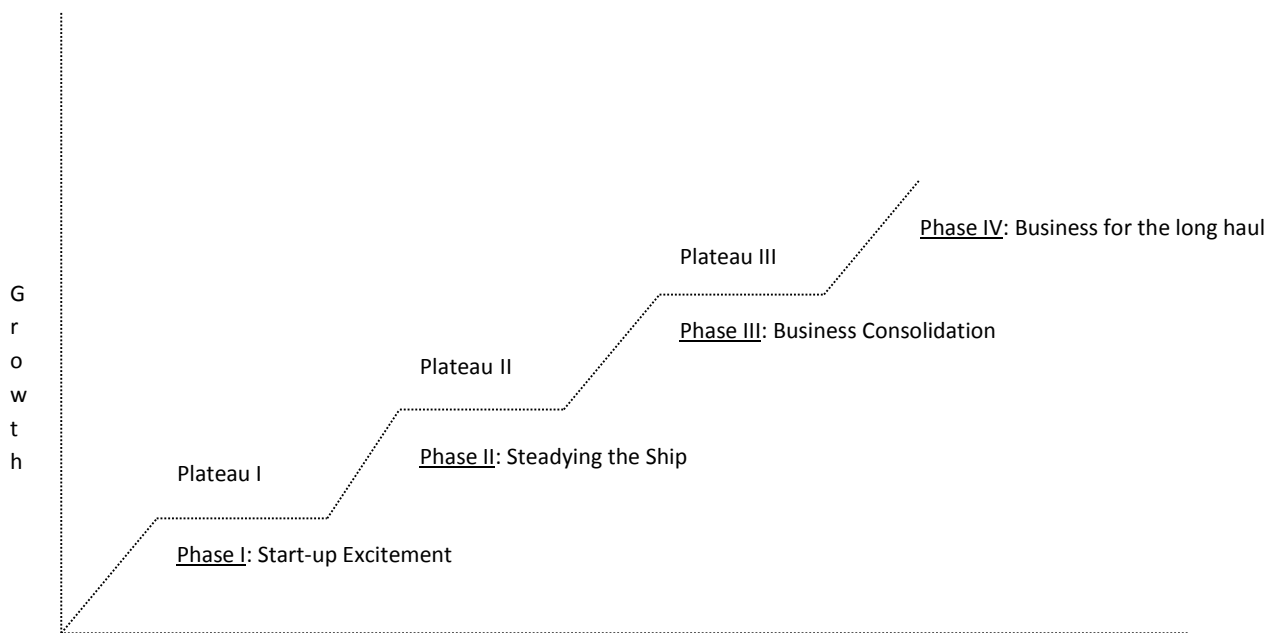 Phase IV: Business for the long haul
Plateau III
Phase III: Business Consolidation
Plateau II
Phase II: Steadying the Ship
Plateau I
Phase I: Start-up Excitement
G
r
o
w
t
h